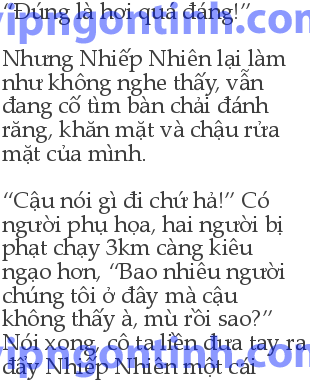 “Đúng là hơi quá đáng!”
vipngontinh.com
Nhưng Nhiếp Nhiên lại làm
như không nghe thấy, vẫn
đang cố tìm bàn chải đánh
răng, khăn mặt và chậu rửa
mặt của mình.
“Cậu nói gì đi chứ hả!” Có
người phụ họa, hai người bị
phạt chạy 3km càng kiêu
ngạo hơn, “Bao nhiêu người
chúng tôi ở đây mà cậu
không thấy à, mù rồi sao?”
Nói xong, cô ta liền đưa tay ra
vipngontinh.com
đẩy Nhiếp Nhiên một cái